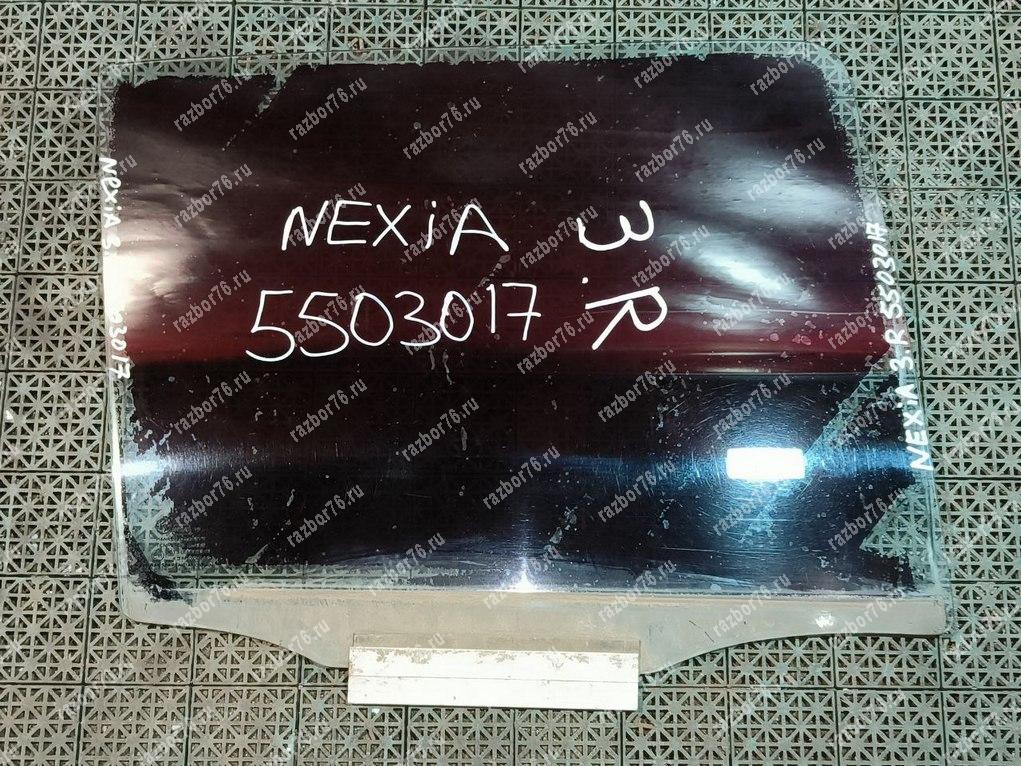 NEXiA 3.R
5503017
NEXiA 3
3017
NEXiA 3.R 5503017
razbor76.ru